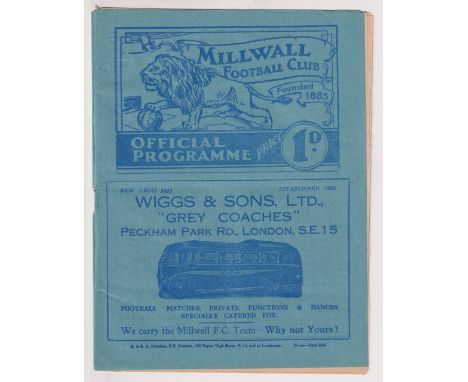 MILLWALL
FOOTBALL CLUB
Founded
1885
OFFICIAL
PROGRAMME
PRICE
1D.
NEW CROSS
ESTABLISHED
WIGGS & SONS, LTD.,
"GREY COACHES"
PECKHAM PARK RD., LONDON, S.E.15
FOOTBALL MATCHES, PRIVATE FUNCTIONS & DANCES
SPECIALLY CATERED FOR
We carry the Millwall F.C. Team—Why not Yours?